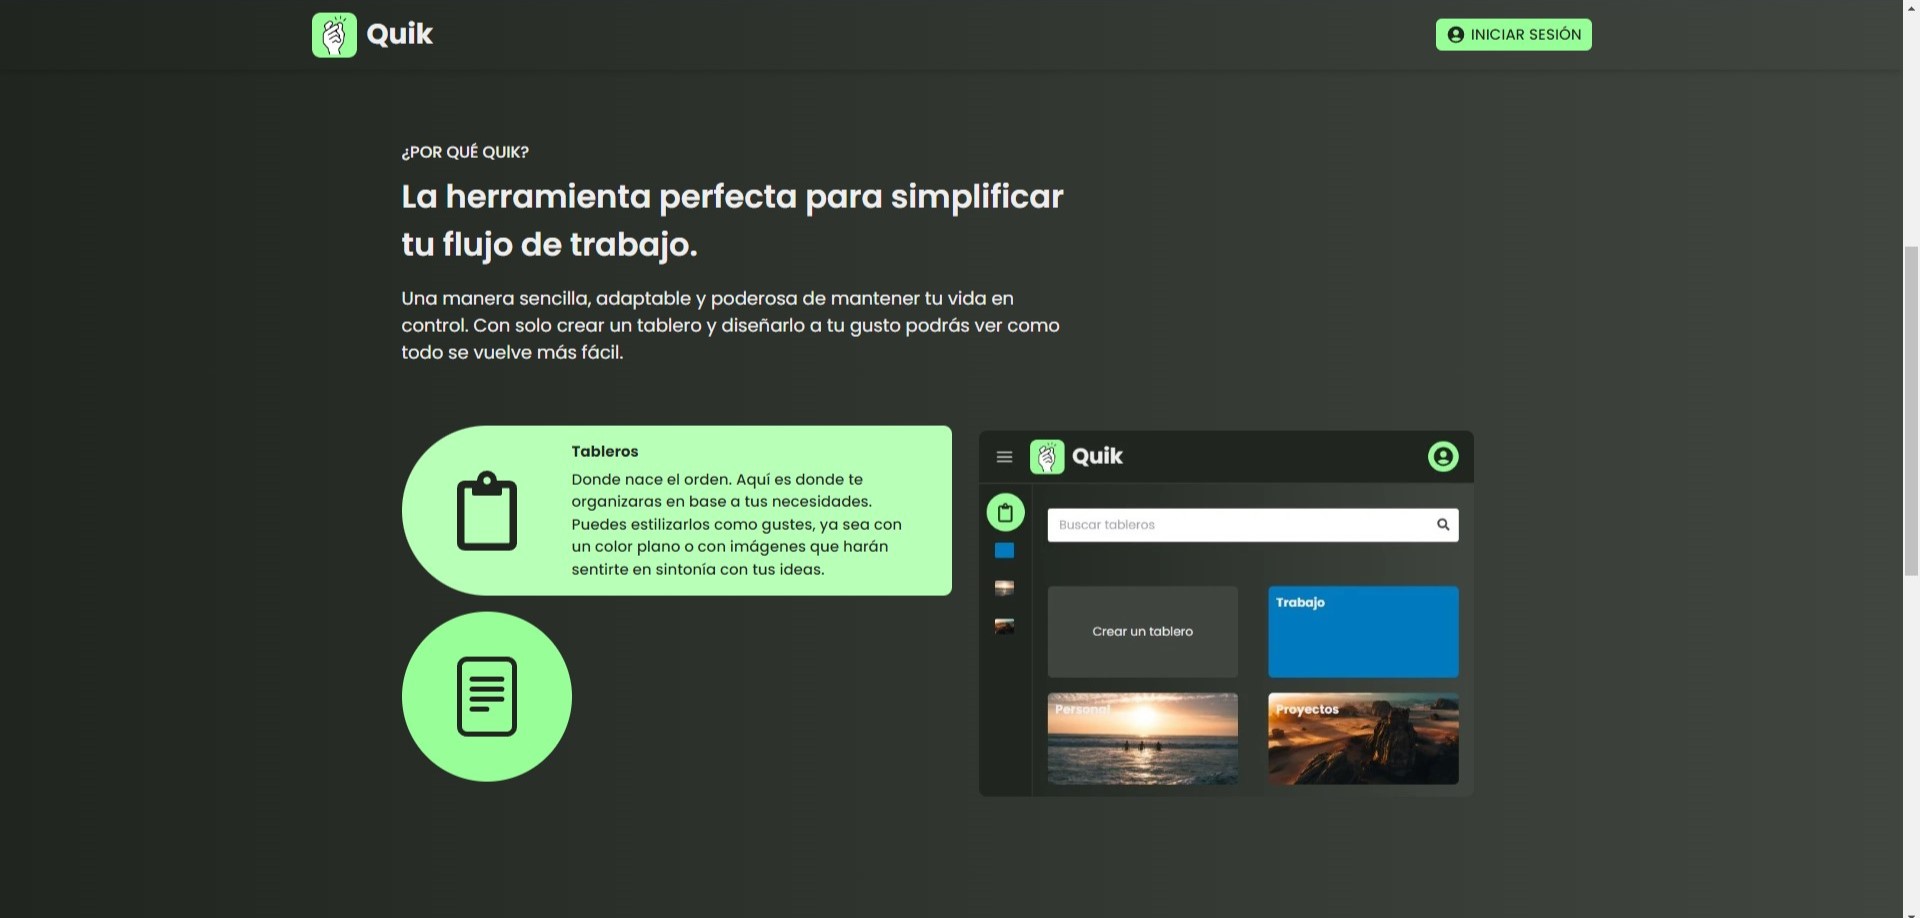 Quik
INICIAR SESIÓN
¿POR QUÉ QUIK?
La herramienta perfecta para simplificar
tu flujo de trabajo.
Una manera sencilla, adaptable y poderosa de mantener tu vida en
control. Con solo crear un tablero y diseñarlo a tu gusto podrás ver como
todo se vuelve más fácil.
Tableros
Donde nace el orden. Aquí es donde te
organizaras en base a tus necesidades.
Puedes estilizarlos como gustes, ya sea con
un color plano o con imágenes que harán
sentirte en sintonía con tus ideas.
Quik
Buscar tableros
Crear un tablero
Trabajo
Personal
Proyectos